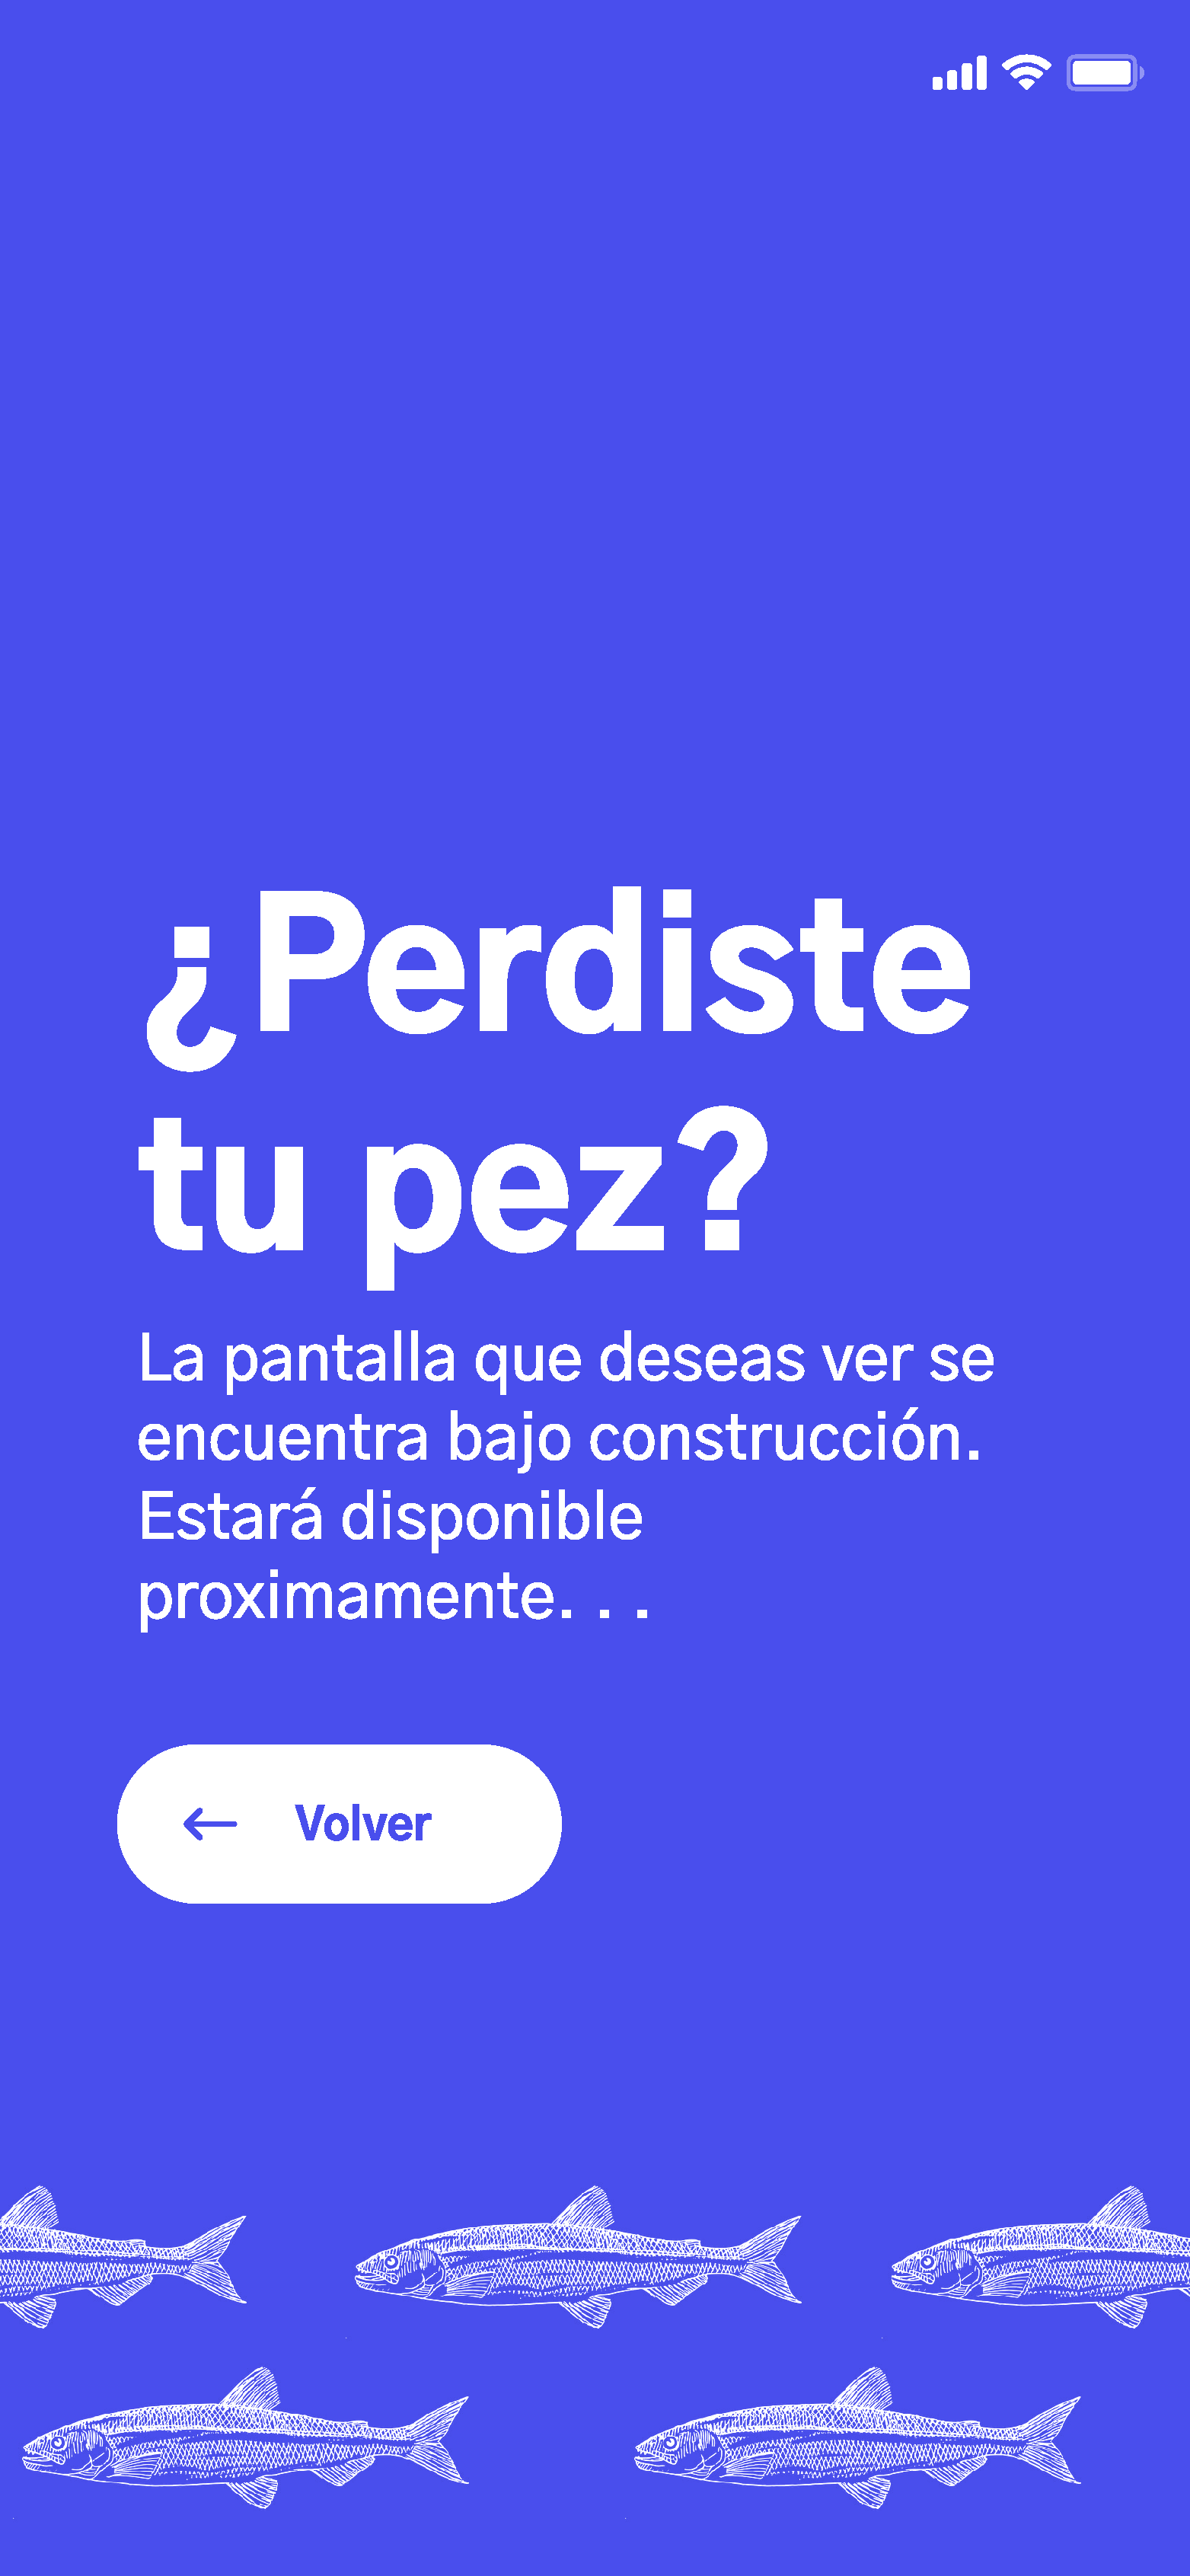 ¿Perdiste
tu pez?
La pantalla que deseas ver se
encuentra bajo construcción.
Estará disponible
proximamente. . .
Volver